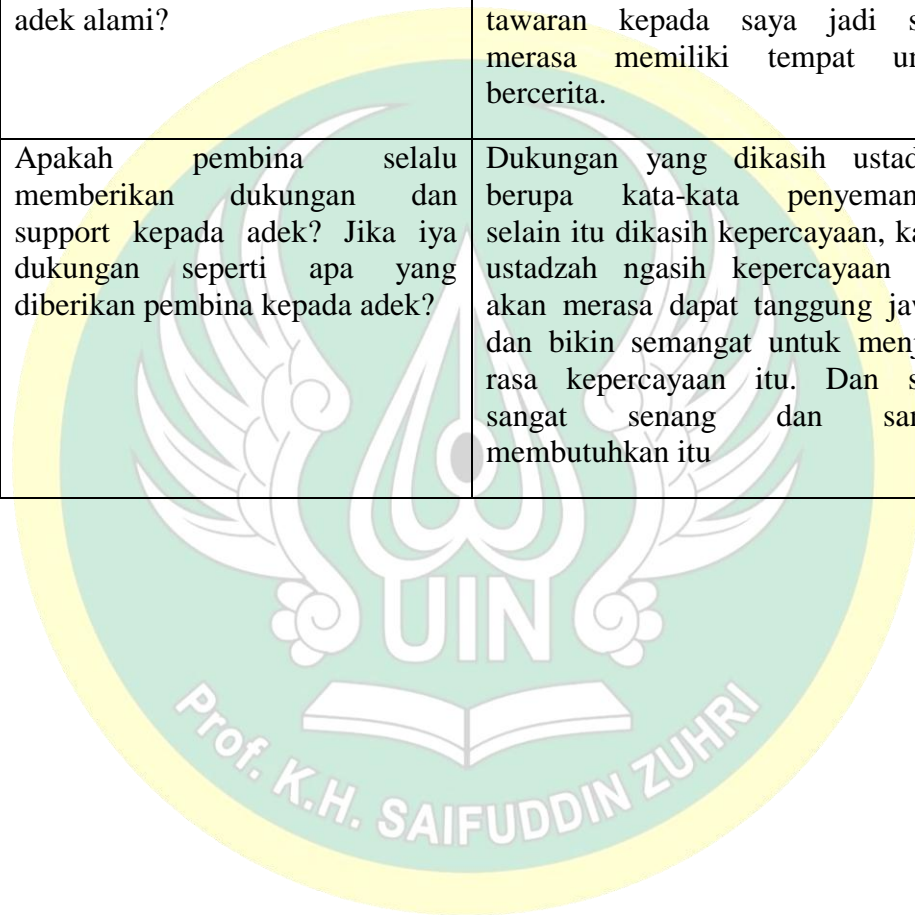 adek alami?
tawaran kepada saya jadi
merasa memiliki tempat
bercerita.
Apakah pembina selalu
memberikan dukungan dan
support kepada adek? Jika iya
dukungan seperti apa yang
diberikan pembina kepada adek?
Dukungan yang dikasih
berupa kata-kata
selain itu dikasih kepercayaan,
ustadzah ngasih kepercayaan
akan merasa dapat tanggung
dan bikin semangat untuk
rasa kepercayaan itu. Dan
sangat senang dan
membutuhkan itu
UIN
Prof. K.H. SAIFUDDIN ZUHRI